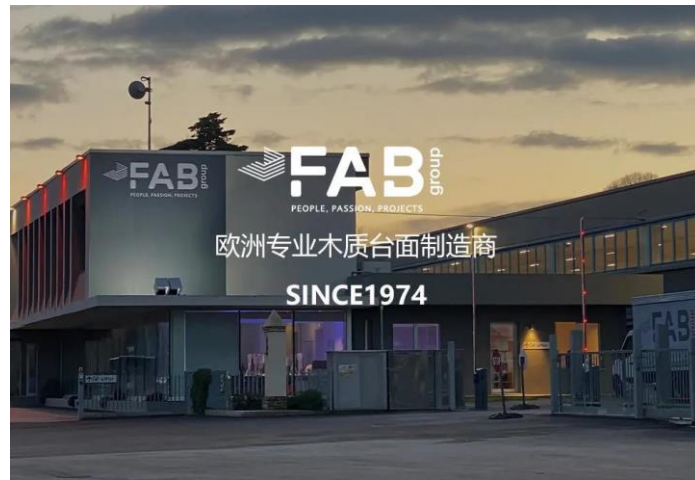 FAB group
PEOPLE, PASSION, PROJECTS
FAB group
PEOPLE, PASSION, PROJECTS
欧洲专业木质台面制造商
SINCE1974
FAB